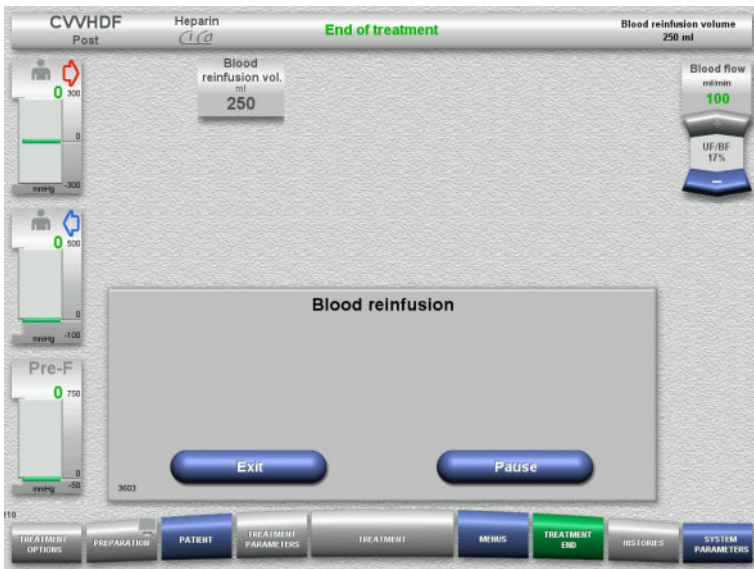 CVVHDF
Post
Heparin
Ci Ca
End of treatment
Blood reinfusion volume
250 ml
0
300
0
-300
mmHg
Blood
reinfusion vol.
ml
250
Blood flow
ml/min
100
+
UF/BF
17%
–
0
500
0
-100
mmHg
Pre-F
0
750
0
-50
mmHg
Blood reinfusion
Exit
Pause
3603
TREATMENT
OPTIONS
PREPARATION
PATIENT
TREATMENT
PARAMETERS
TREATMENT
MENUS
TREATMENT
END
HISTORIES
SYSTEM
PARAMETERS